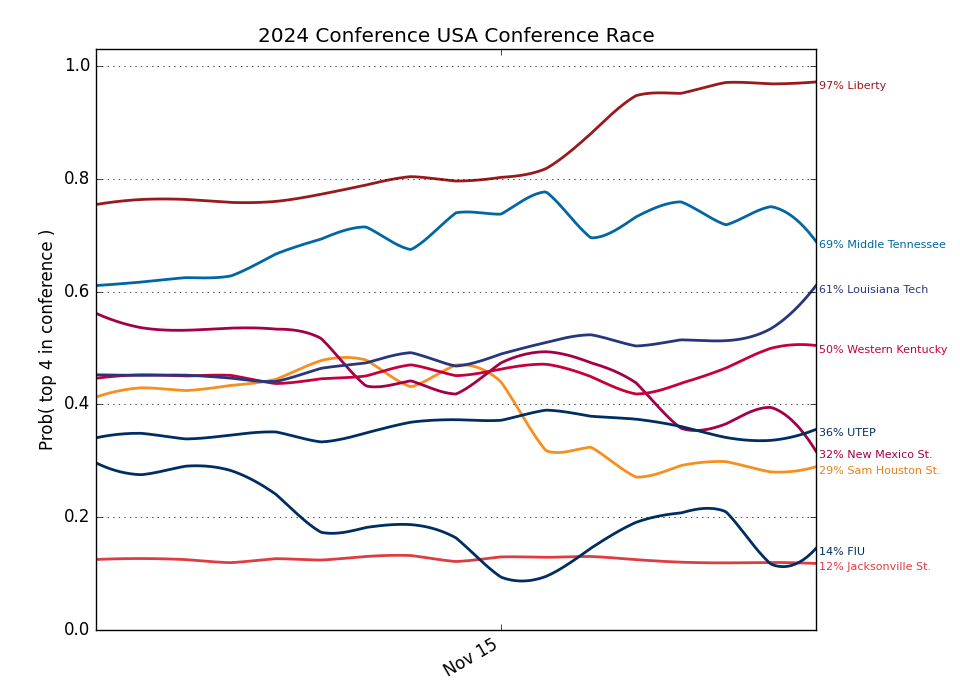 2024 Conference USA Conference Race
Prob( top 4 in conference )
1.0
0.8
0.6
0.4
0.2
0.0
Nov 15
97% Liberty
69% Middle Tennessee
61% Louisiana Tech
50% Western Kentucky
36% UTEP
32% New Mexico St.
29% Sam Houston St.
14% FIU
12% Jacksonville St.